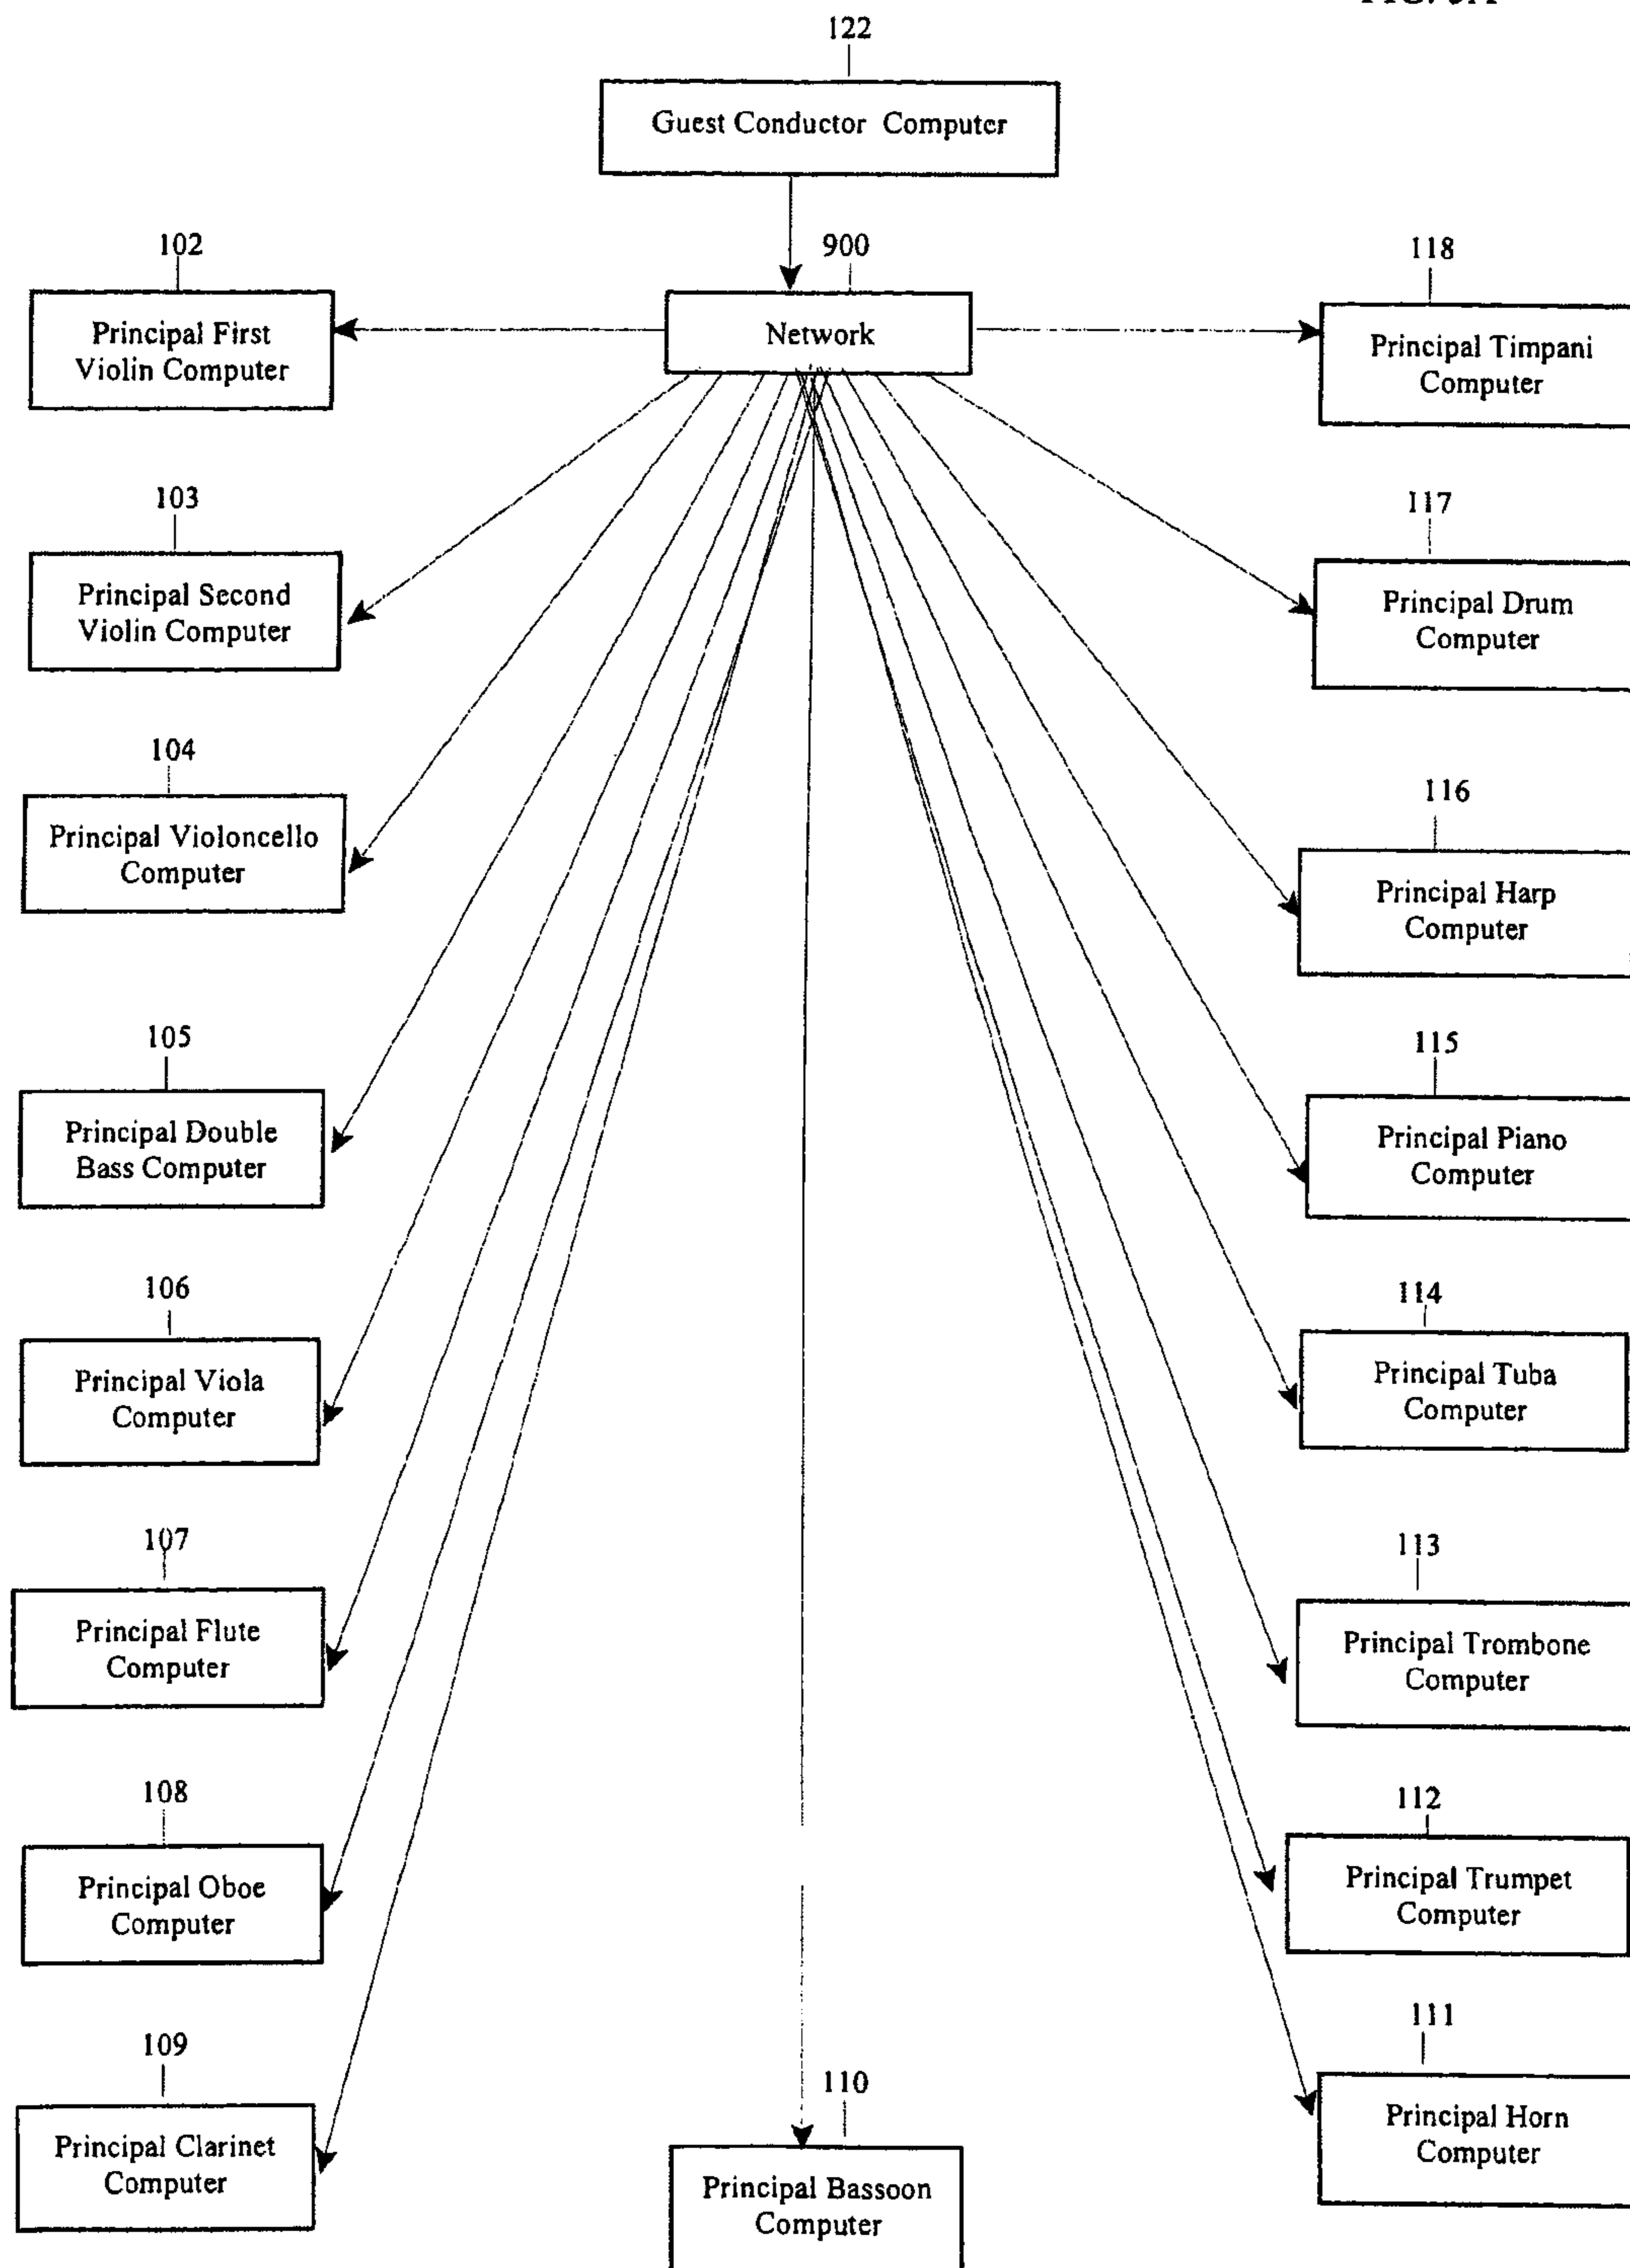 122
Guest Conductor Computer
102
900
118
Principal First
Violin Computer
Network
Principal Timpani
Computer
103
117
Principal Second
Violin Computer
Principal Drum
Computer
104
116
Principal Violoncello
Computer
Principal Harp
Computer
105
115
Principal Double
Bass Computer
Principal Piano
Computer
106
114
Principal Viola
Computer
Principal Tuba
Computer
107
113
Principal Flute
Computer
Principal Trombone
Computer
108
112
Principal Oboe
Computer
Principal Trumpet
Computer
109
110
111
Principal Clarinet
Computer
Principal Bassoon
Computer
Principal Horn
Computer